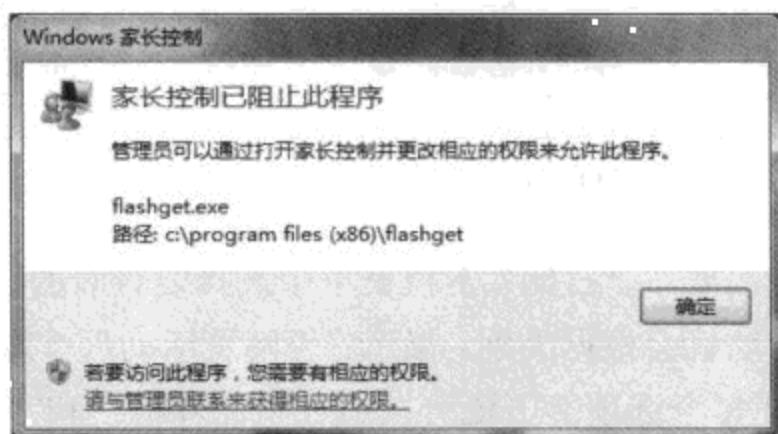 Windows 家长控制
家长控制已阻止此程序
管理员可以通过打开家长控制并更改相应的权限来允许此程序。
flashget.exe
路径: c:\program files (x86)\flashget
确定
若要访问此程序，您需要有相应的权限。
请与管理员联系来获得相应的权限。